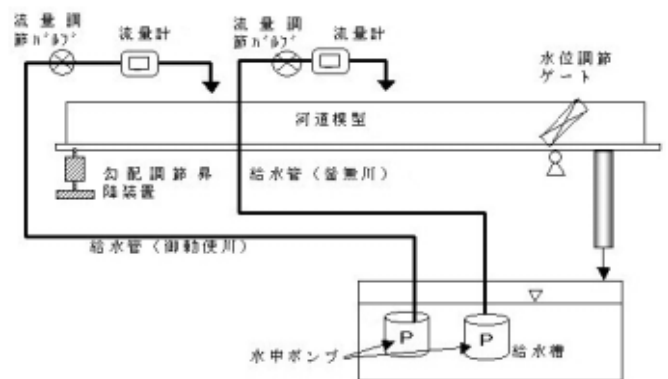 流量調
節バルブ
流量計
流量調
節バルブ
流量計
水位調節
ゲート
河道模型
勾配調節昇
降装置
給水管（釜無川）
給水管（御勅使川）
P
P
水中ポンプ
給水槽